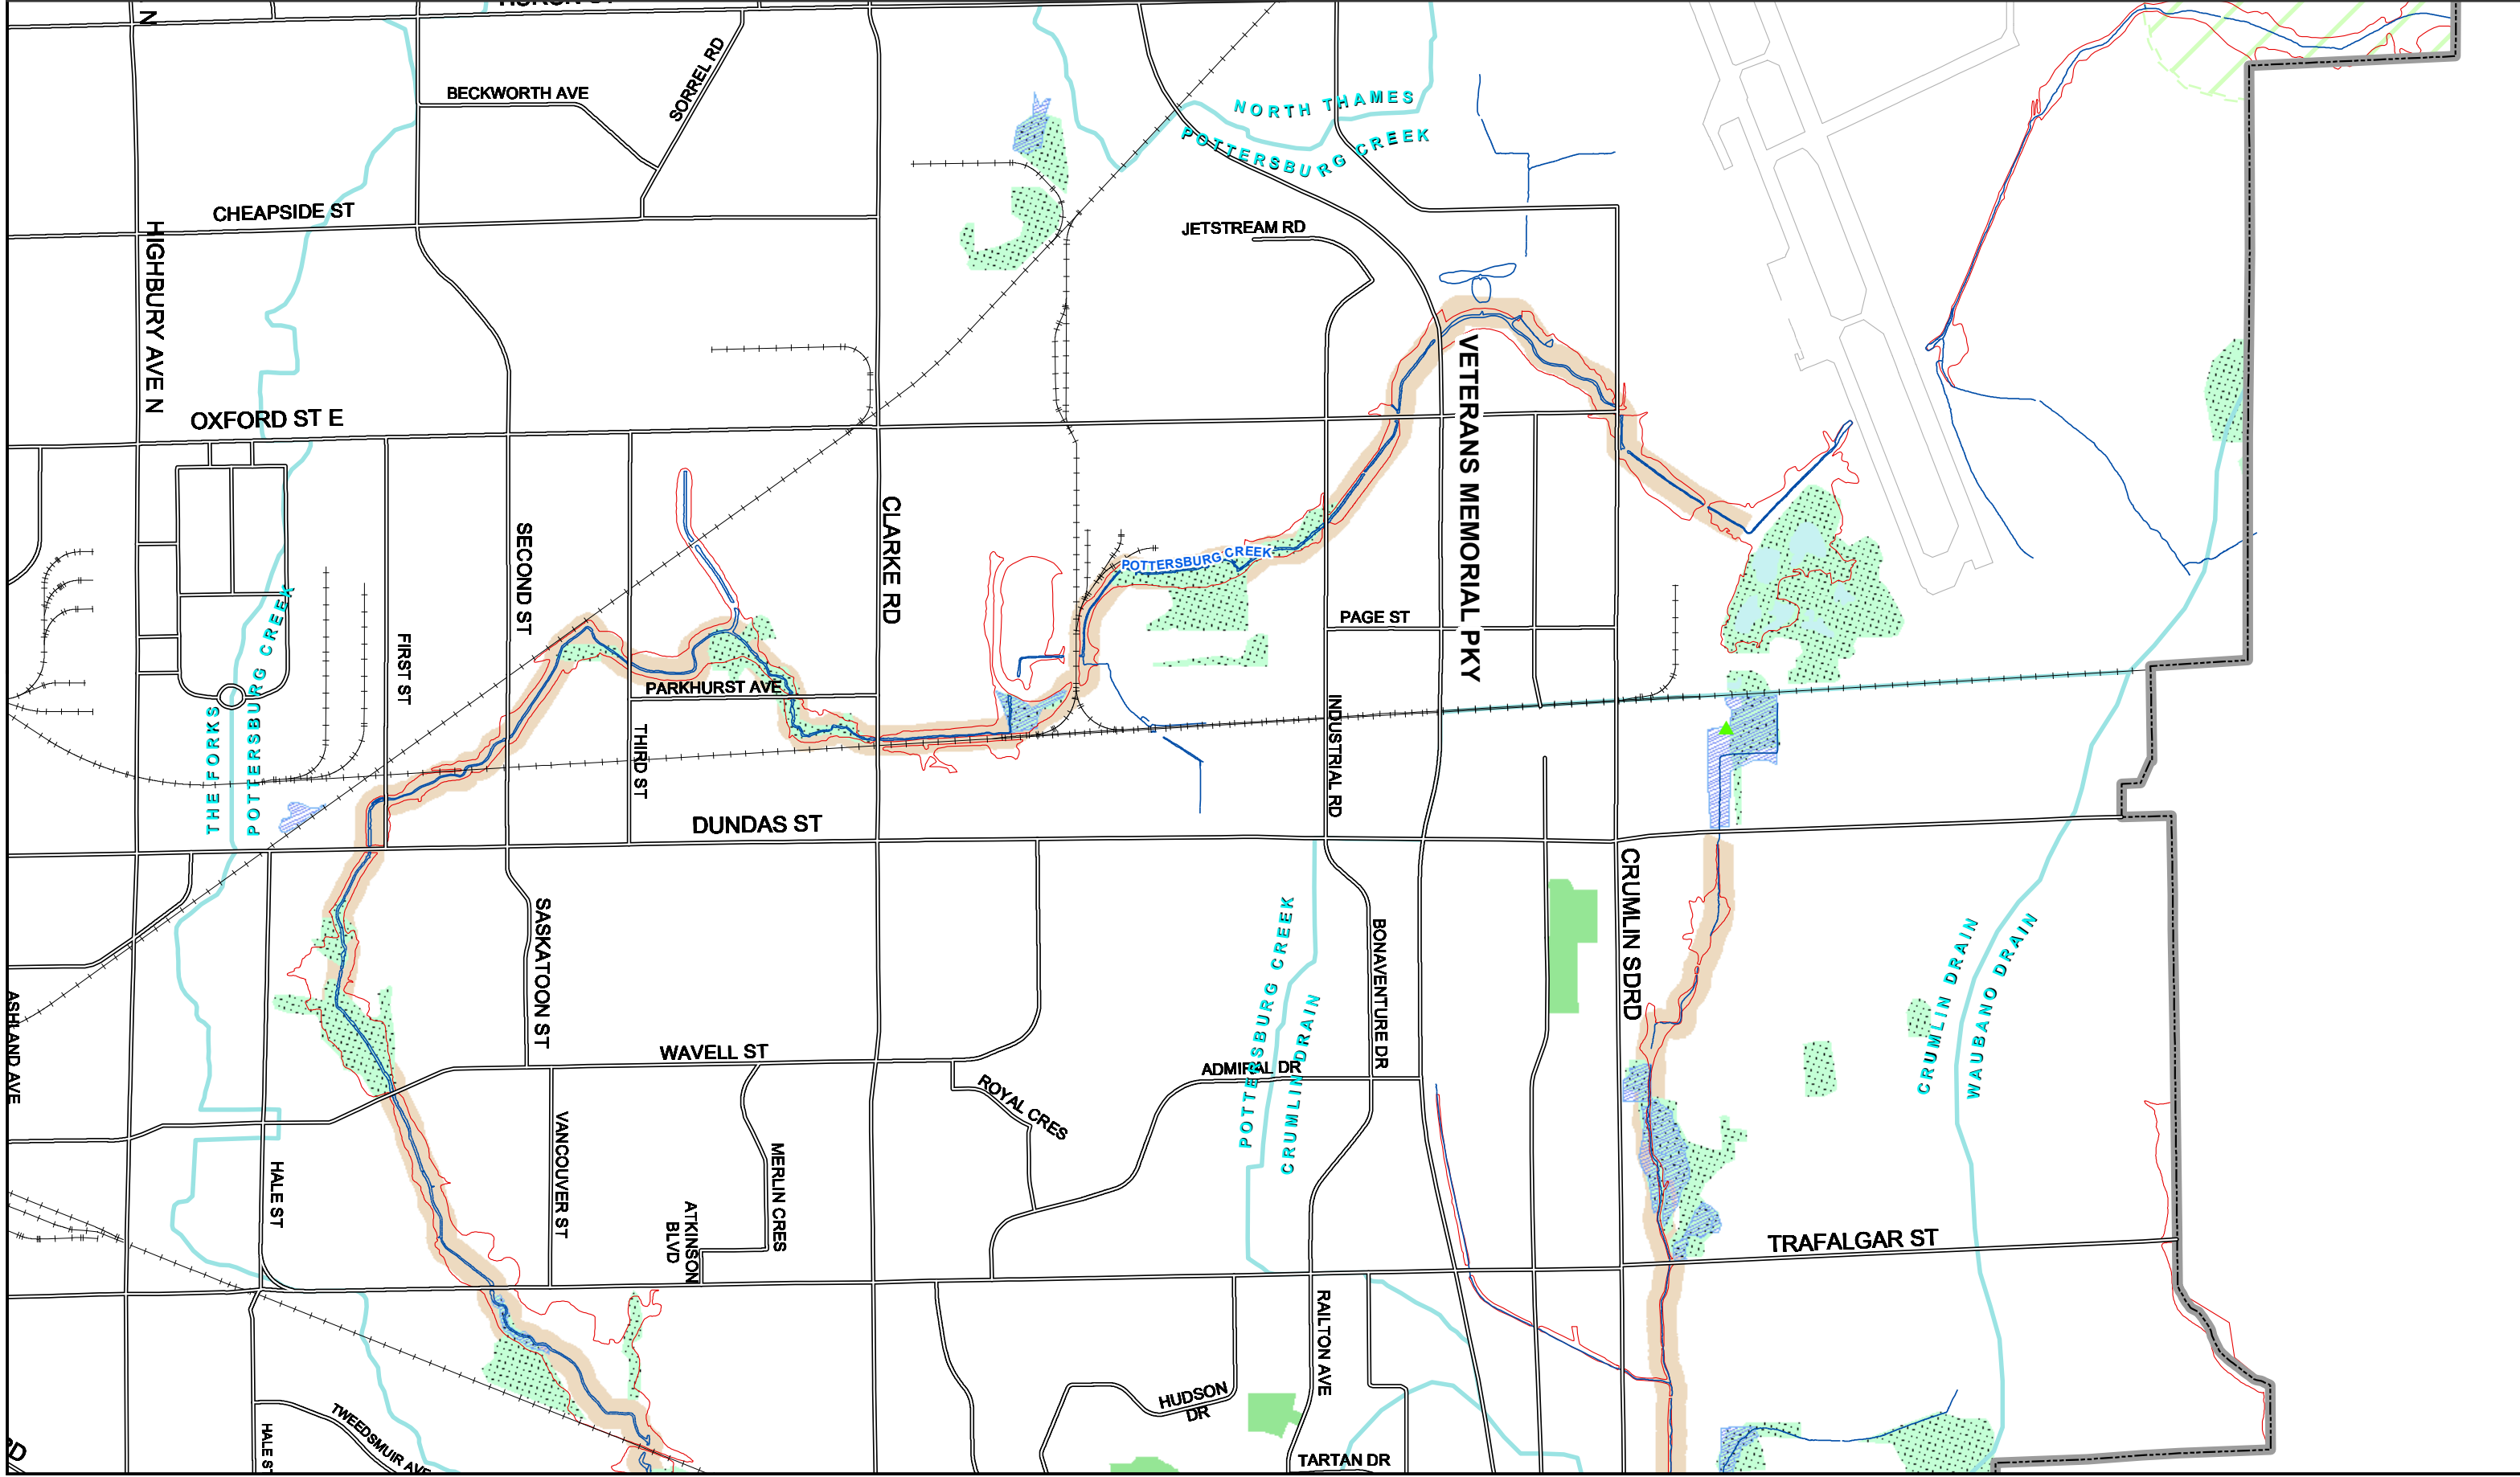 HURON ST
N
SORREL RD
BECKWORTH AVE
NORTH THAMES
POTTERSBURG CREEK
CHEAPSIDE ST
HIGHBURY AVE N
JETSTREAM RD
OXFORD ST E
VETERANS MEMORIAL PKY
CLARKE RD
SECOND ST
POTTERSBURG CREEK
PAGE ST
FIRST ST
POTTERSBURG CREEK
THE FORKS
PARKHURST AVE
THIRD ST
INDUSTRIAL RD
DUNDAS ST
CRUMLIN SDRD
SASKATOON ST
POTTERSBURG CREEK
CRUMLIN DRAIN
BONAVENTURE DR
CRUMLIN DRAIN
WAUBANO DRAIN
ASHLAND AVE
WAVELL ST
ADMIRAL DR
ROYAL CRES
VANCOUVER ST
MERLIN CRES
HALE ST
ATKINSON
BLVD
TRAFALGAR ST
RAILTON AVE
HUDSON
DR
TWEEDSMUIR AVE
HALE ST
RD
TARTAN DR